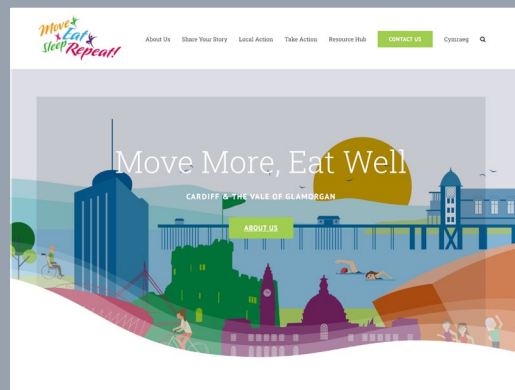 Move
Eat
Sleep Repeat!
About Us Share Your Story Local Action Take Action Resource Hub CONTACT US Cymraeg
Move More, Eat Well
CARDIFF & THE VALE OF GLAMORGAN
ABOUT US